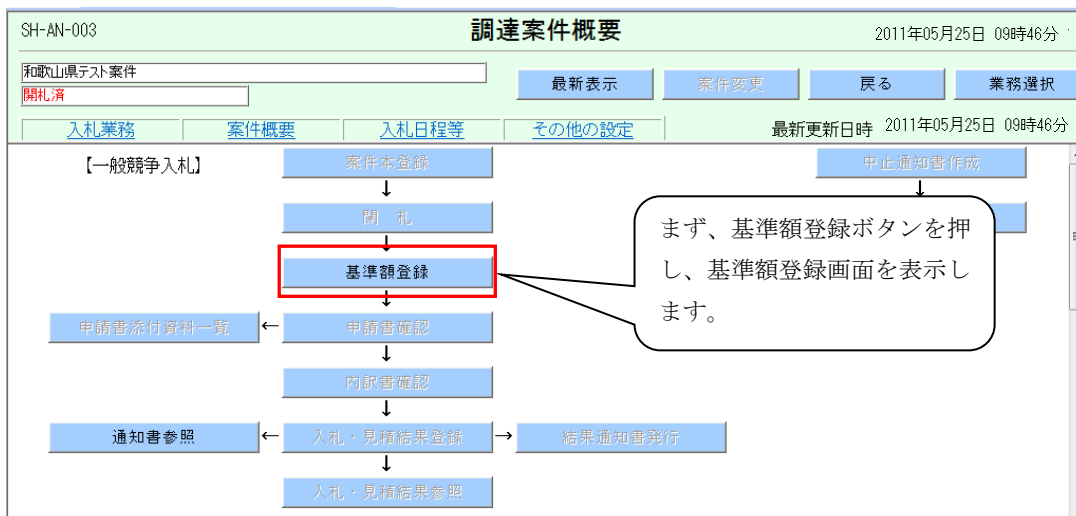 SH-AN-003
調達案件概要
2011年05月25日 09時46分
和歌山県テスト案件
開札済
最新表示
案件変更
戻る
業務選択
入札業務
案件概要
入札日程等
その他の設定
最新更新日時 2011年05月25日 09時46分
【一般競争入札】
案件本登録
中止通知書作成
↓
↓
開 札
↓
まず、基準額登録ボタンを押
し、基準額登録画面を表示し
ます。
基準額登録
↓
申請書添付資料一覧
←
申請書確認
↓
内訳書確認
↓
通知書参照
←
入札・見積結果登録
→
結果通知書発行
↓
入札・見積結果参照